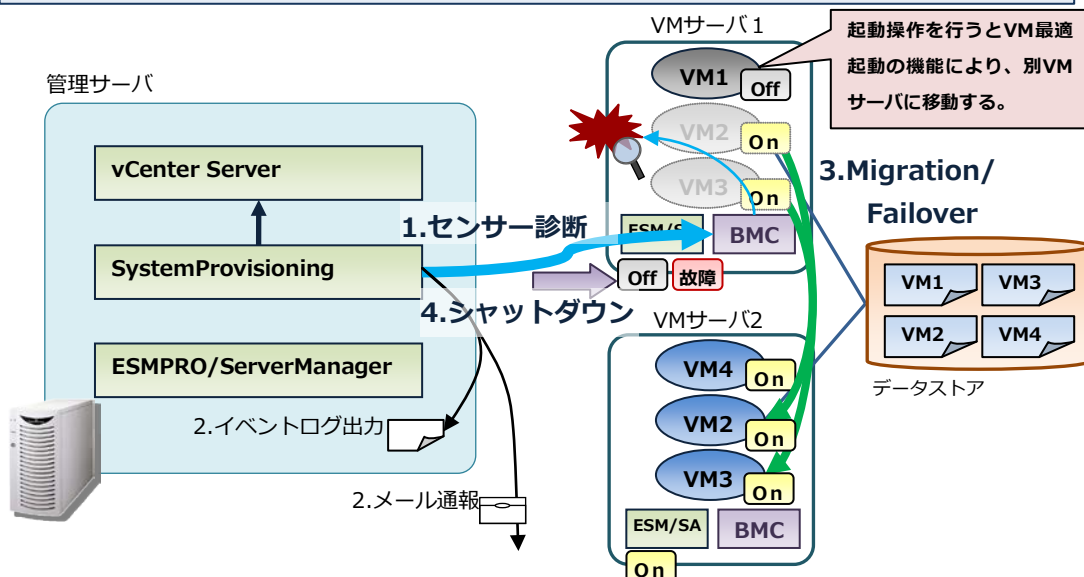 管理サーバ
vCenter Server
SystemProvisioning
ESMPRO/ServerManager
2.イベントログ出力
2.メール通報
1.センサー診断
4.シャットダウン
VMサーバ1
VM1
Off
VM2
On
VM3
On
BMC
Off
故障
起動操作を行うとVM最適
起動の機能により、別VM
サーバに移動する。
3.Migration/
Failover
VM1
VM3
VM2
VM4
データストア
VMサーバ2
VM4
On
VM2
On
VM3
On
ESM/SA
BMC
On